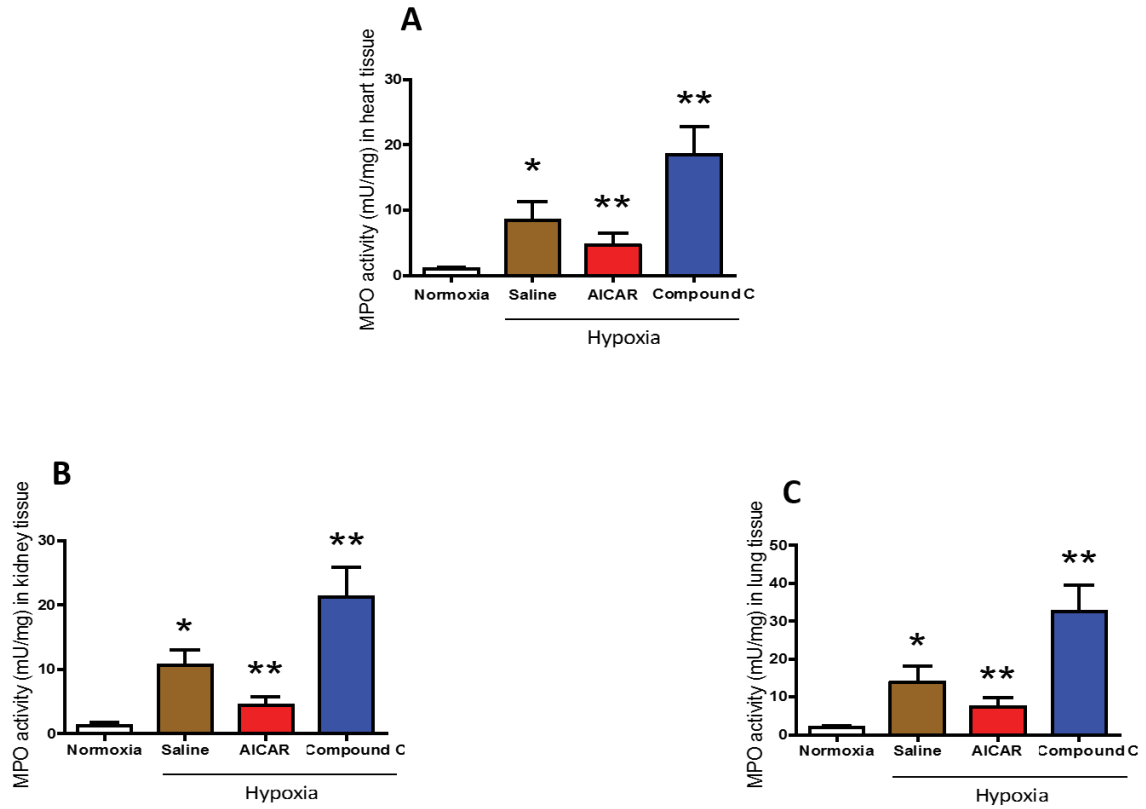 A
MPO activity (mU/mg) in heart tissue
30
20
10
0
*
**
**
Normoxia Saline AICAR Compound C
Hypoxia
B
MPO activity (mU/mg) in kidney tissue
30
20
10
0
*
**
**
Normoxia Saline AICAR Compound C
Hypoxia
C
MPO activity (mU/mg) in lung tissue
50
40
30
20
10
0
*
**
**
Normoxia Saline AICAR Compound C
Hypoxia